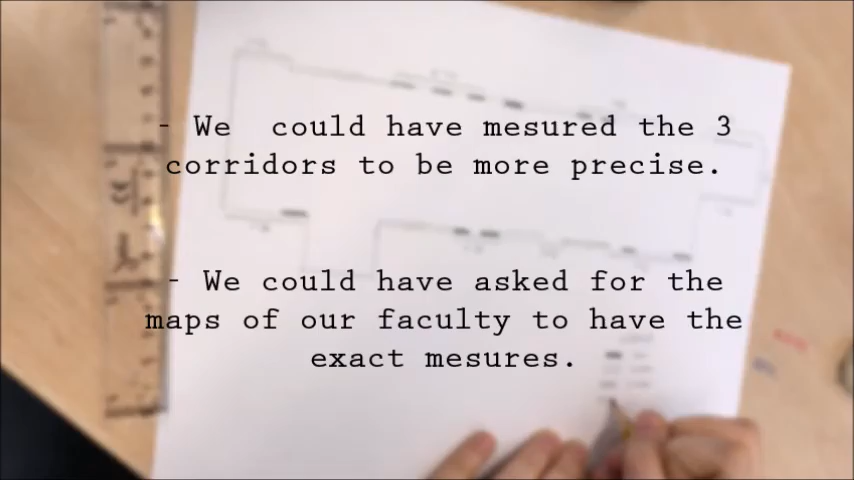 - We could have mesured the 3
corridors to be more precise.
- We could have asked for the
maps of our faculty to have the
exact mesures.